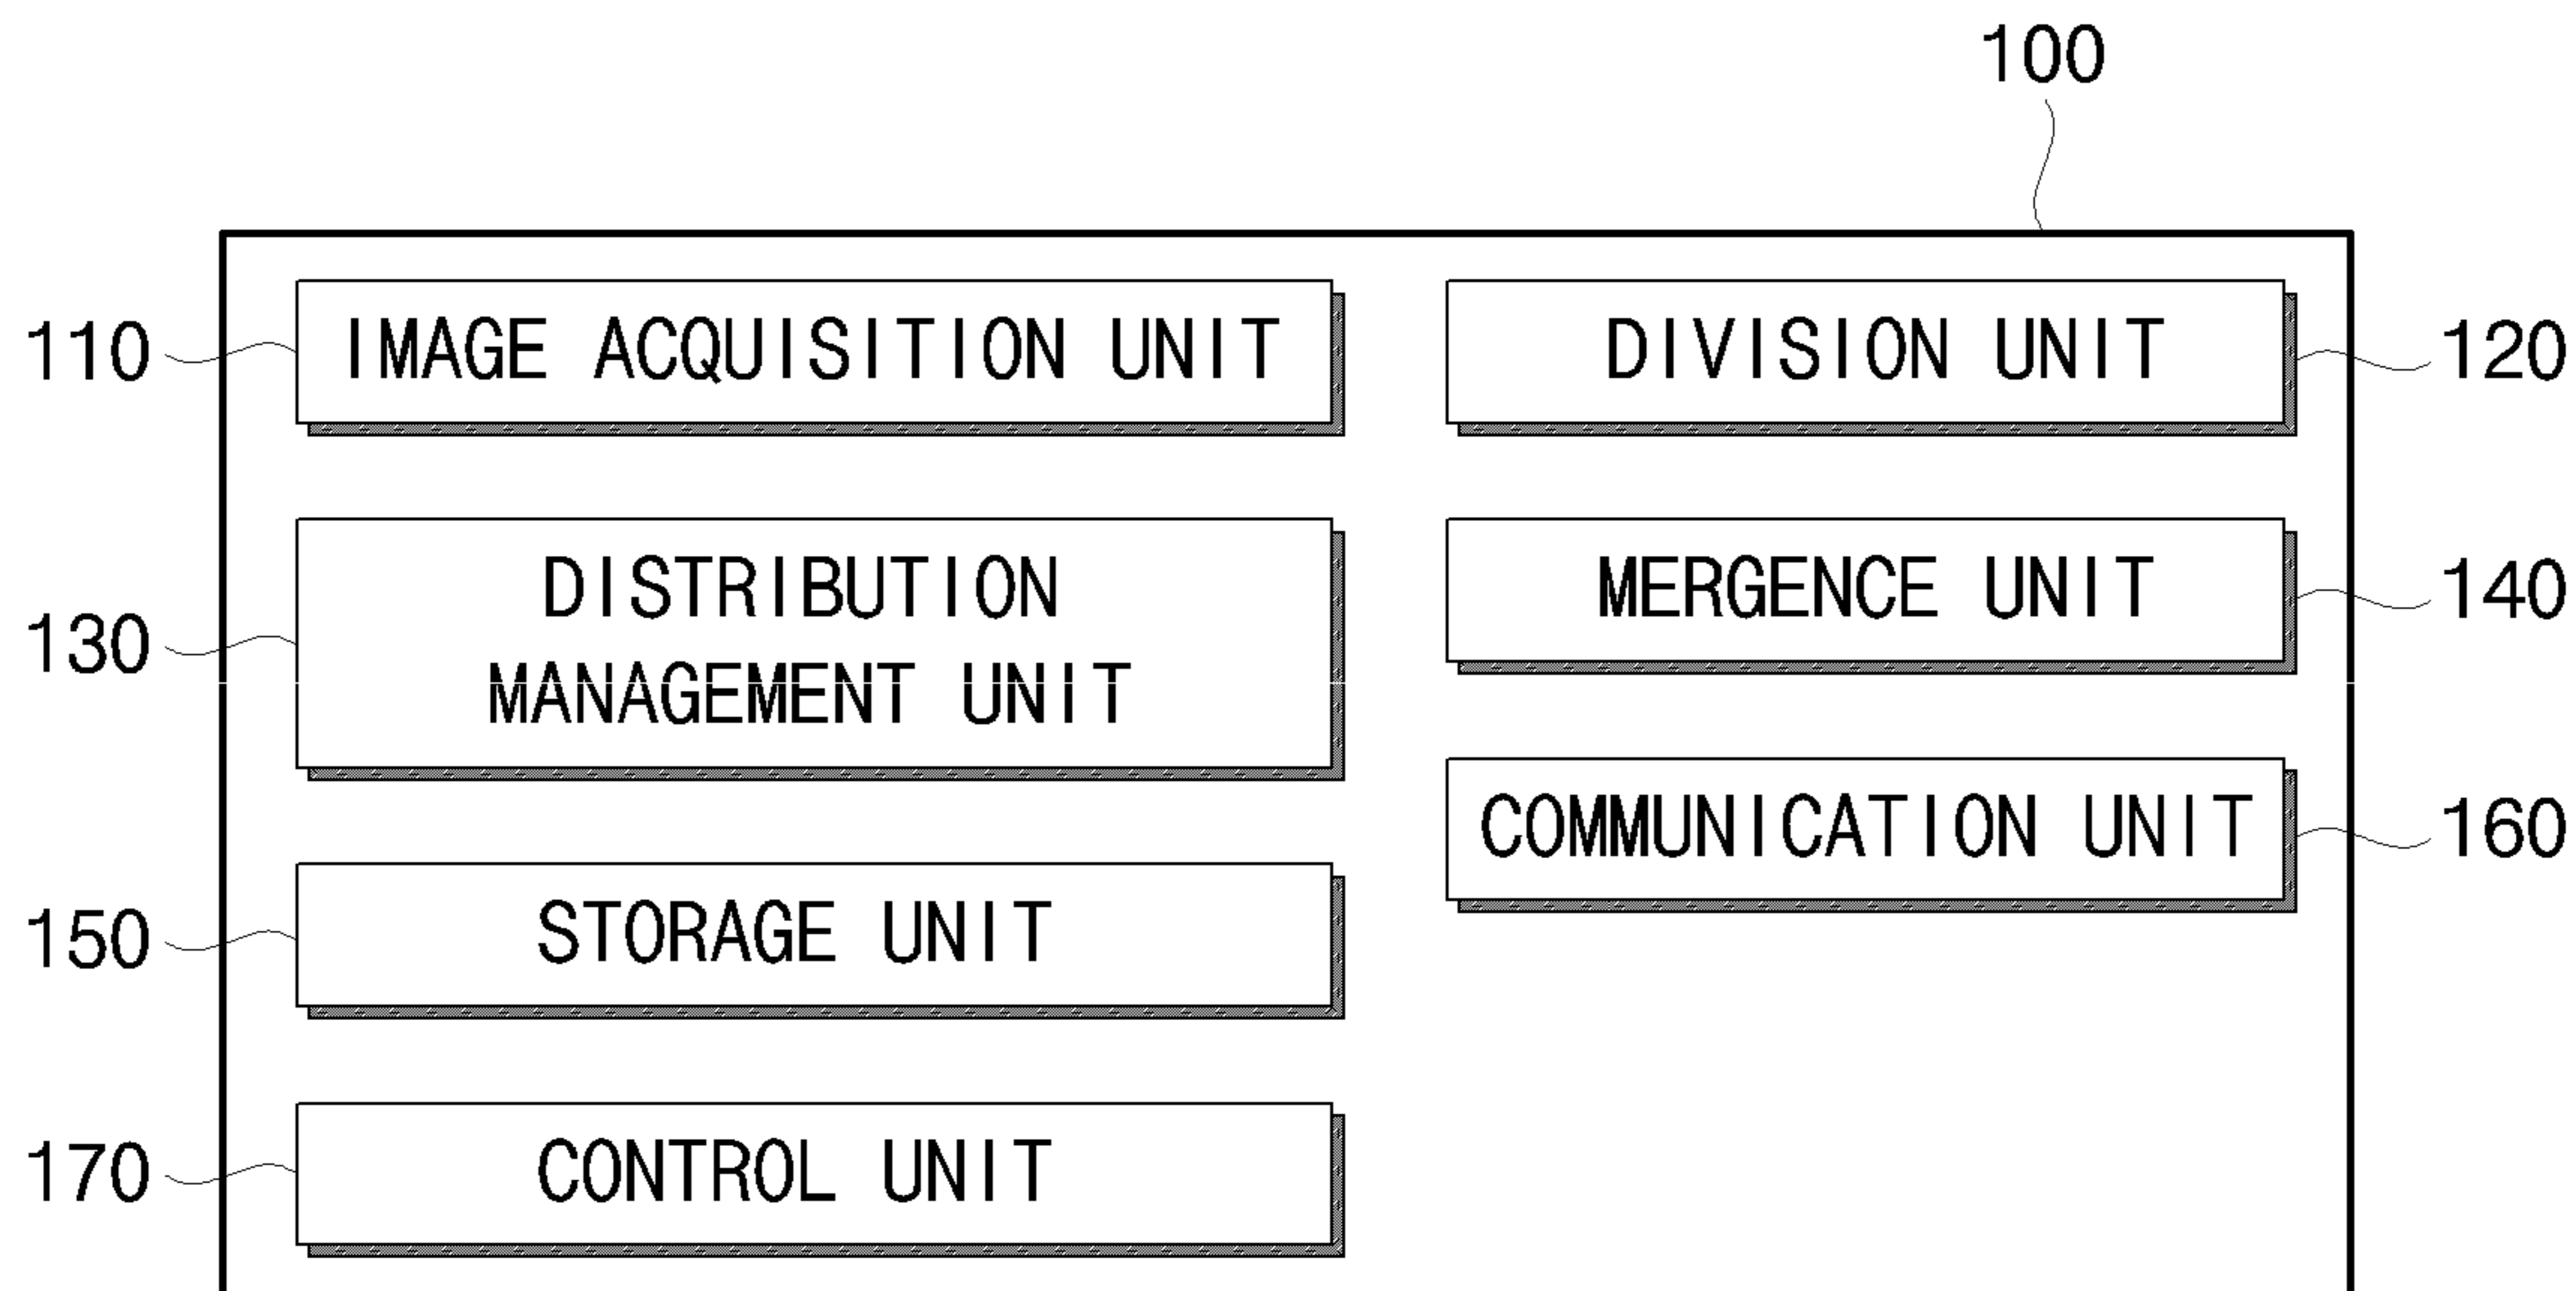 100
110 IMAGE ACQUISITION UNIT
DIVISION UNIT 120
130 DISTRIBUTION
MANAGEMENT UNIT
MERGENCE UNIT 140
COMMUNICATION UNIT 160
150 STORAGE UNIT
170 CONTROL UNIT